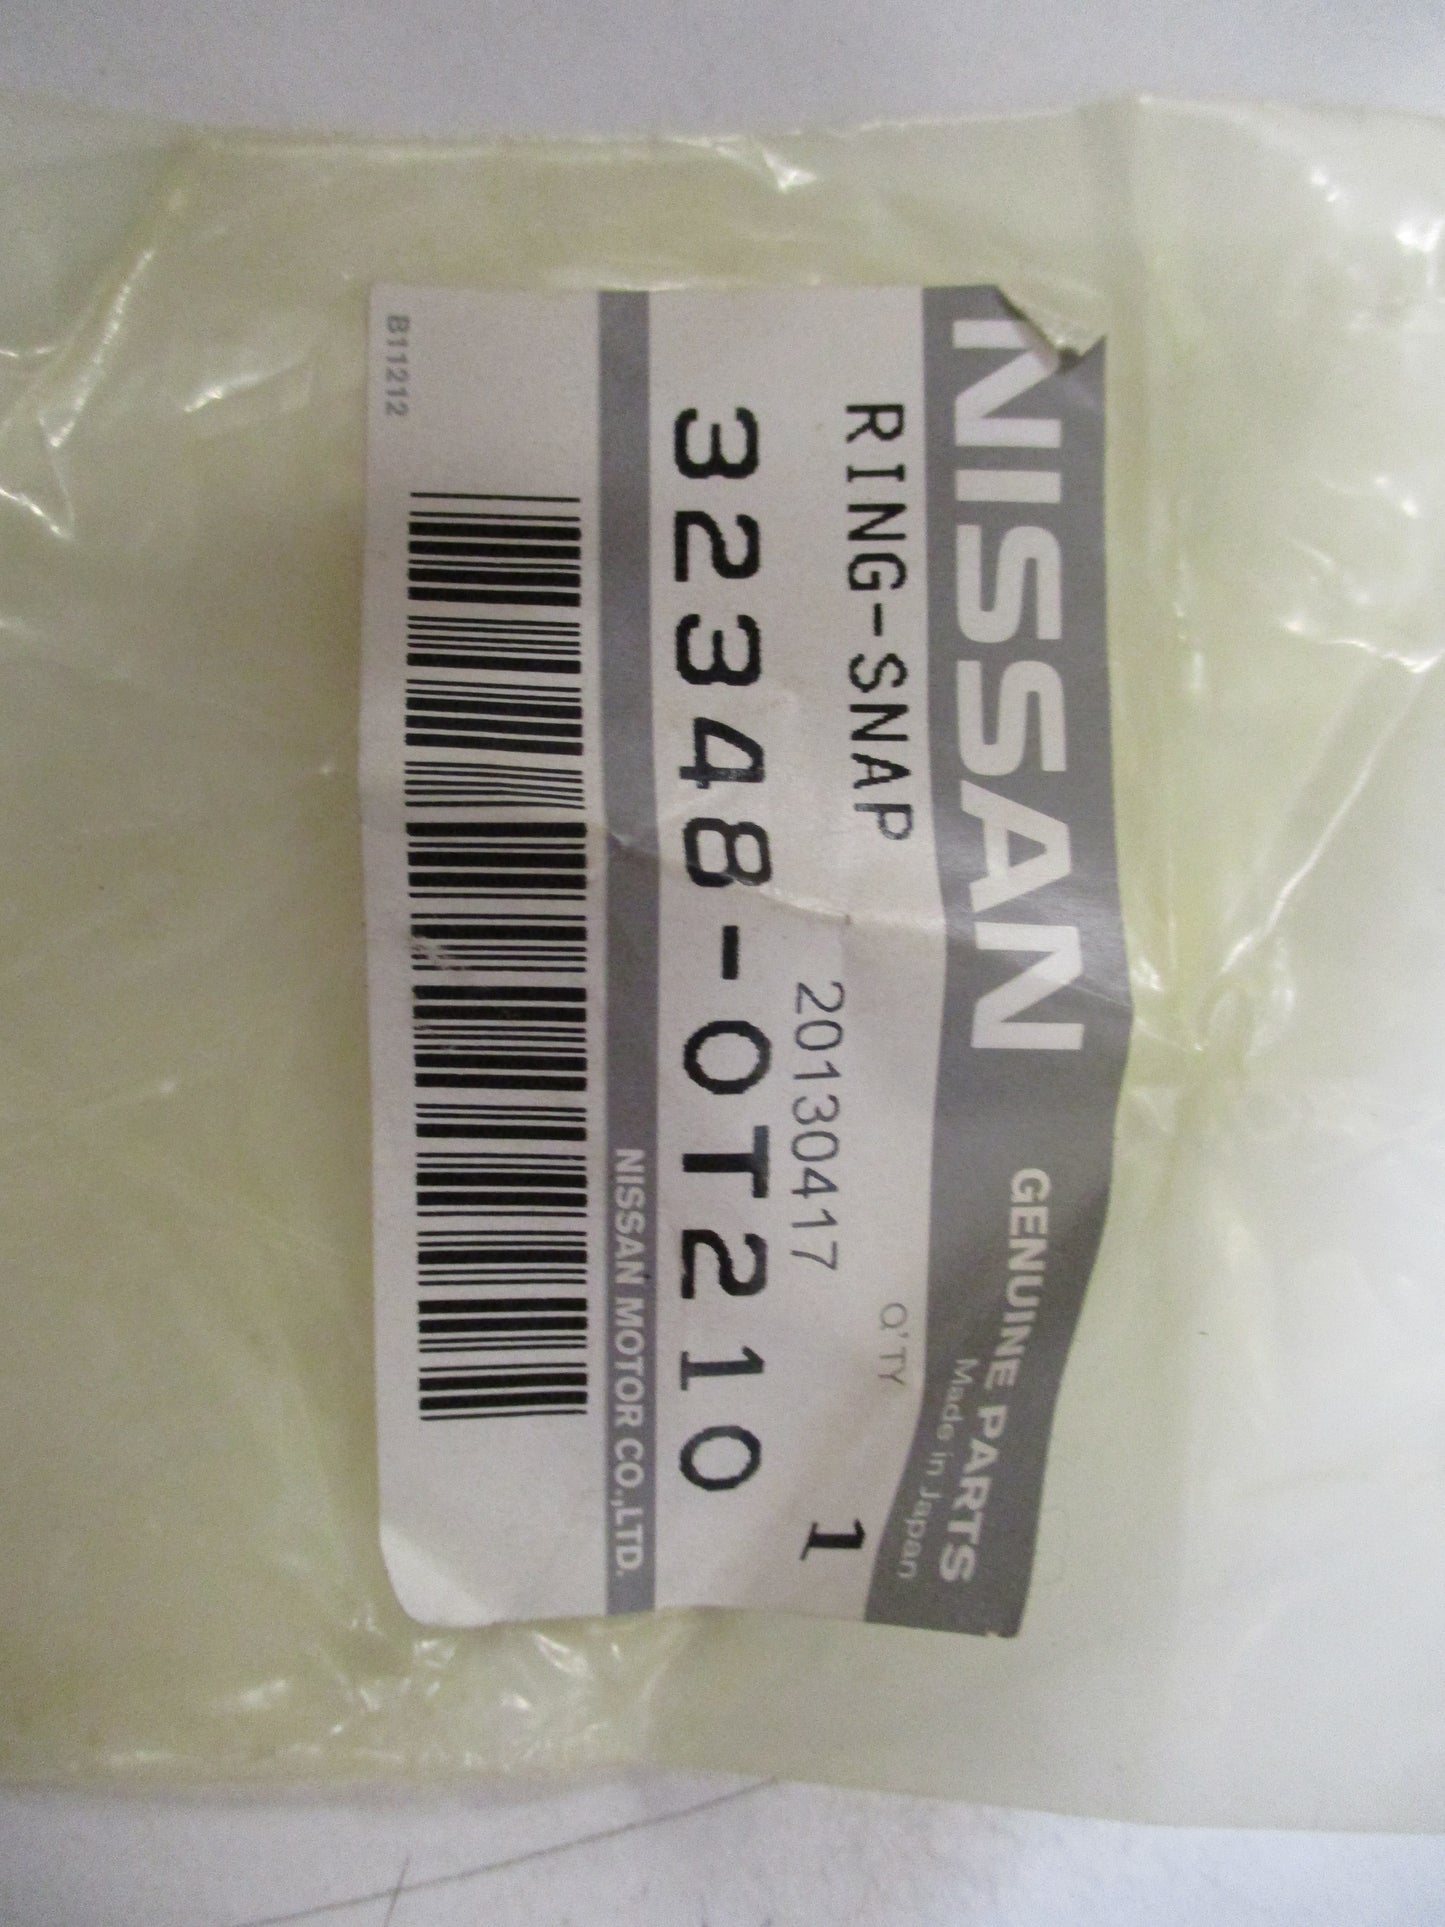 NISSAN GENUINE PARTS
Made in Japan
RING-SNAP
Q'TY
20130417
1
32348-0T210
NISSAN MOTOR CO.,LTD.
B11212